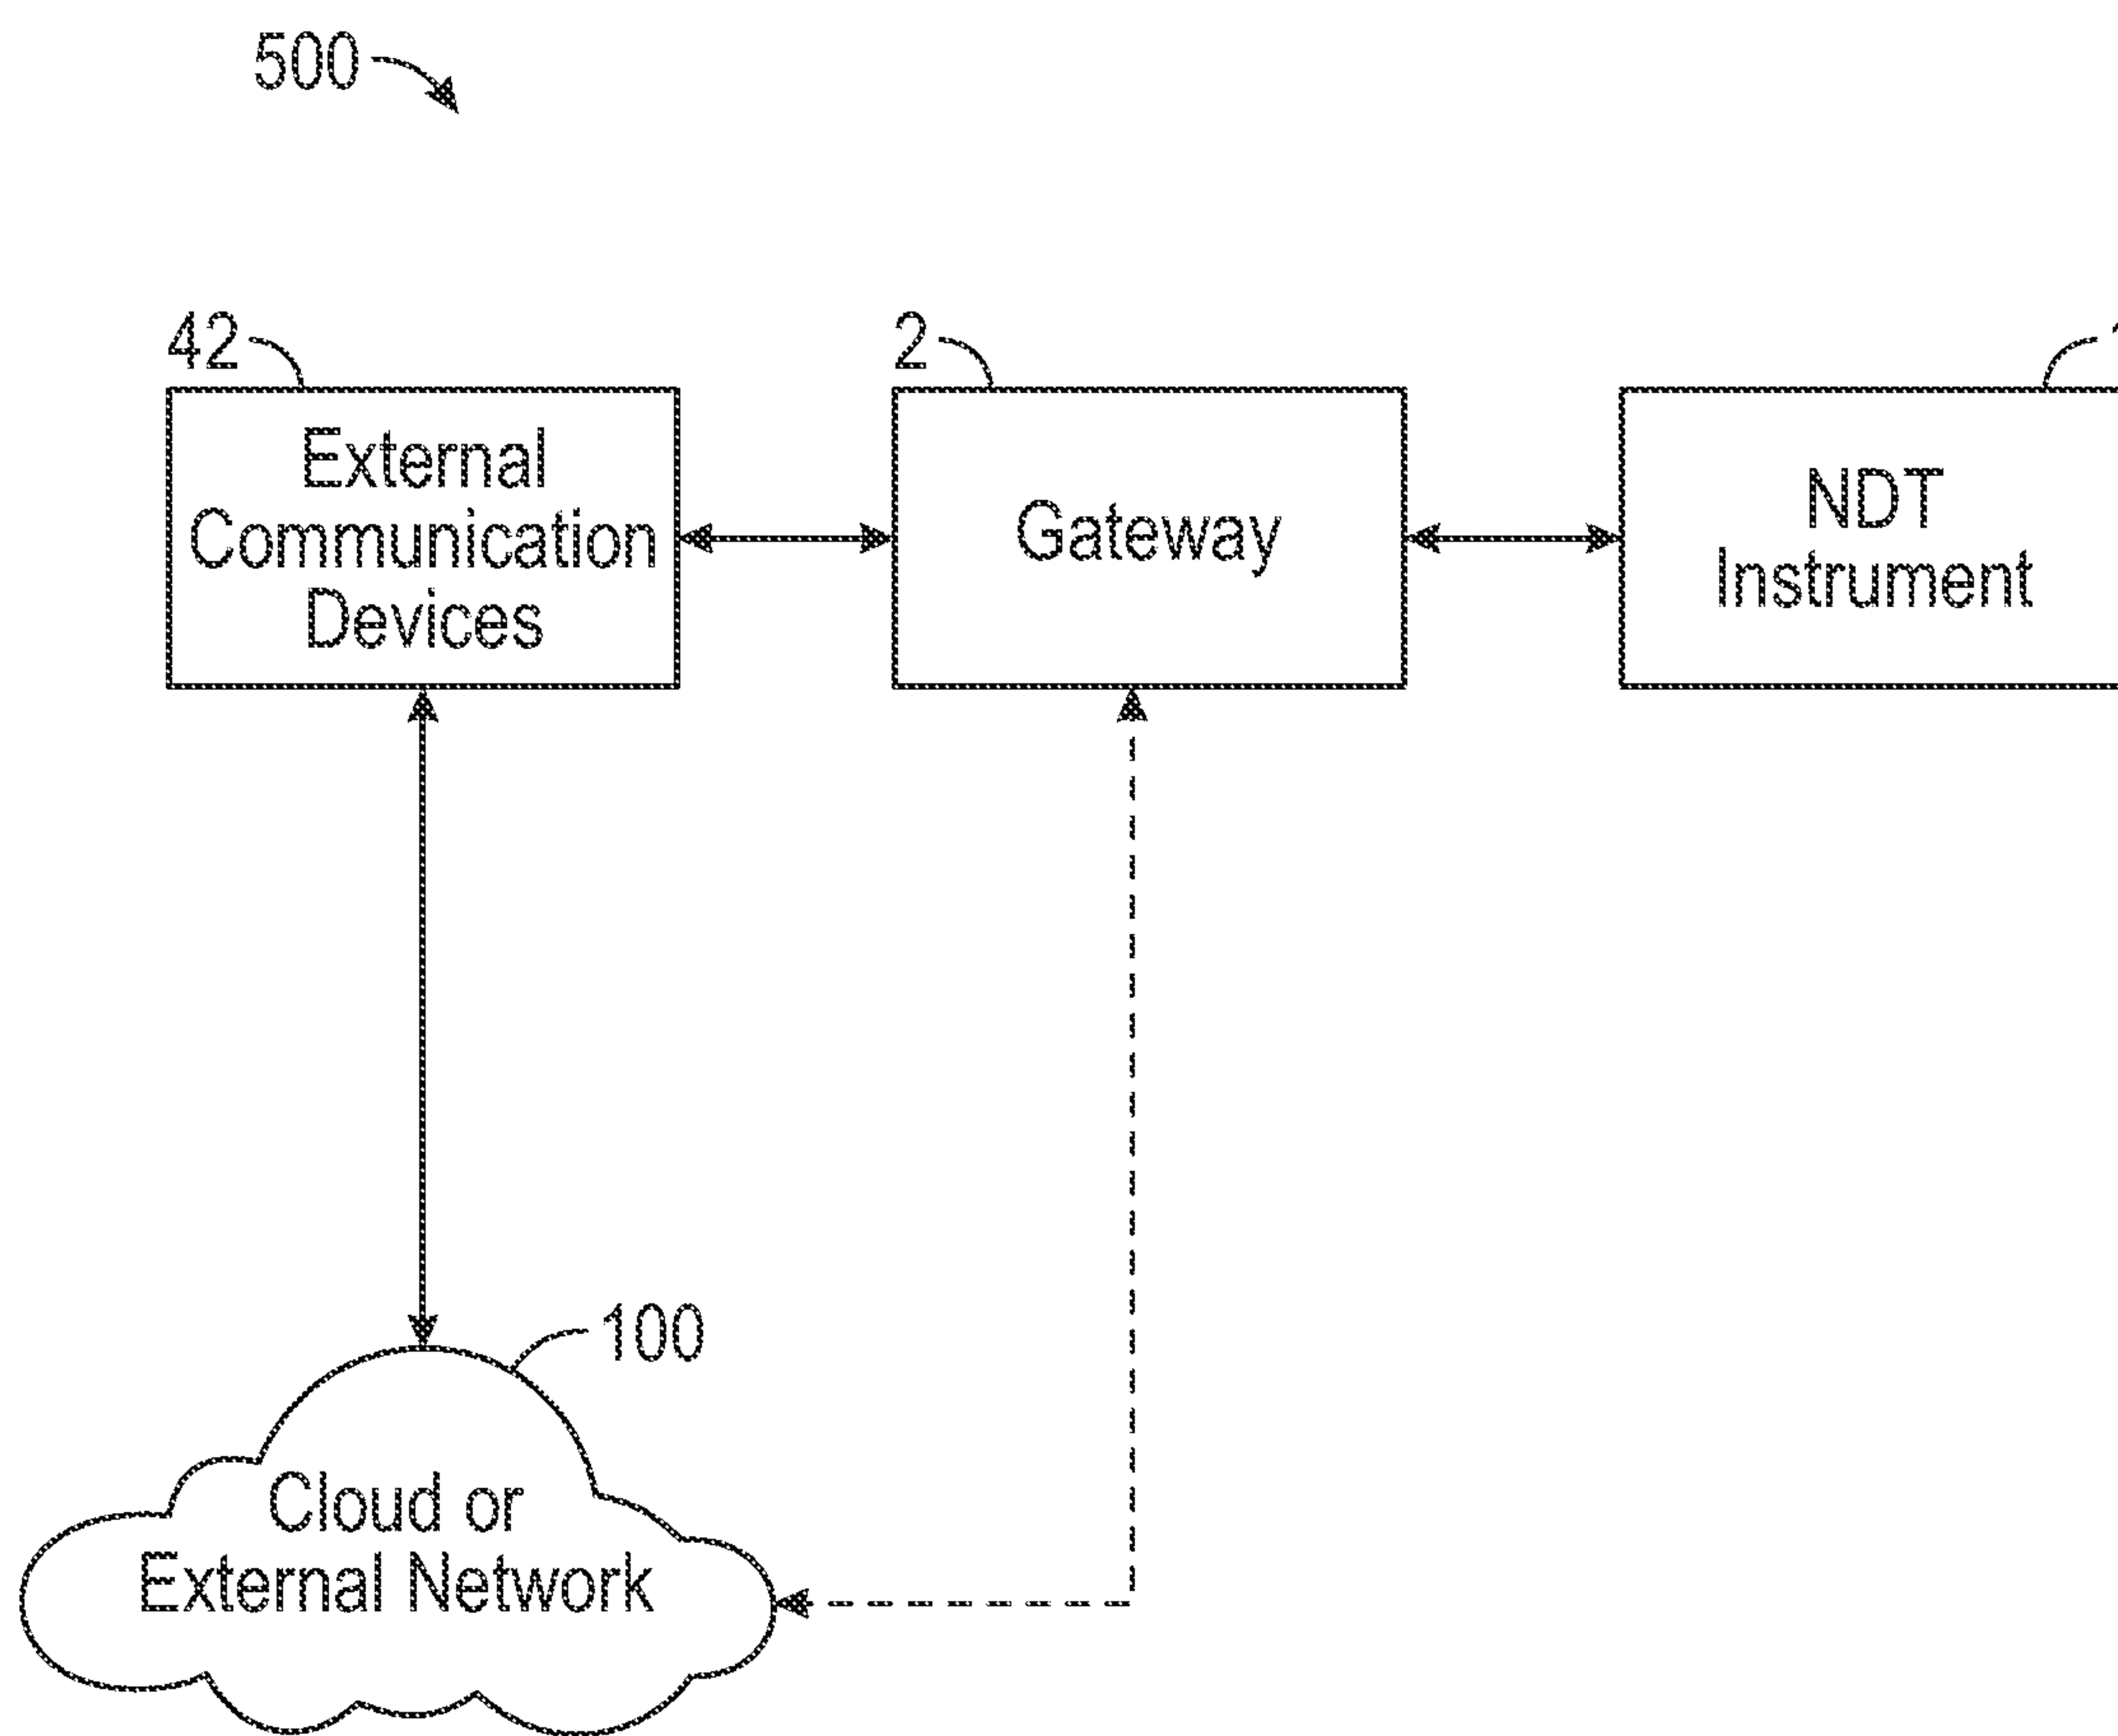 500
42
2
External
Communication
Devices
Gateway
NDT
Instrument
100
Cloud or
External Network